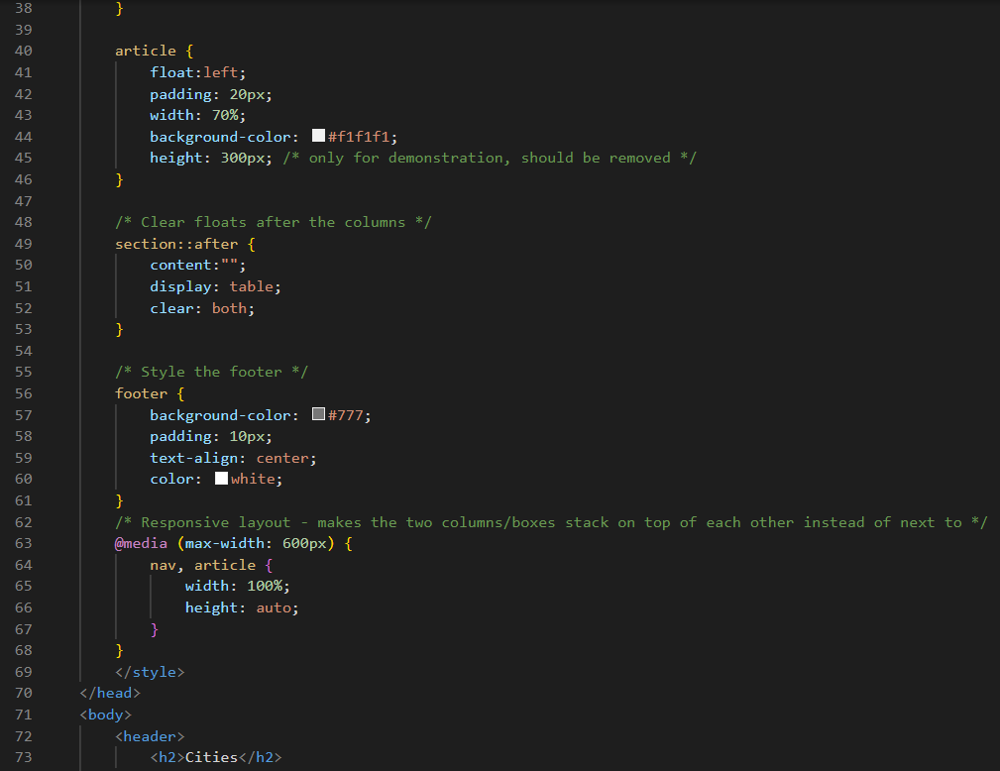 38 }
39
40 article {
41 float:left;
42 padding: 20px;
43 width: 70%;
44 background-color: #f1f1f1;
45 height: 300px; /* only for demonstration, should be removed */
46 }
47
48 /* Clear floats after the columns */
49 section::after {
50 content:"";
51 display: table;
52 clear: both;
53 }
54
55 /* Style the footer */
56 footer {
57 background-color: #777;
58 padding: 10px;
59 text-align: center;
60 color: white;
61 }
62 /* Responsive layout - makes the two columns/boxes stack on top of each other instead of next to */
63 @media (max-width: 600px) {
64 nav, article {
65 width: 100%;
66 height: auto;
67 }
68 }
69 </style>
70 </head>
71 <body>
72 <header>
73 <h2>Cities</h2>